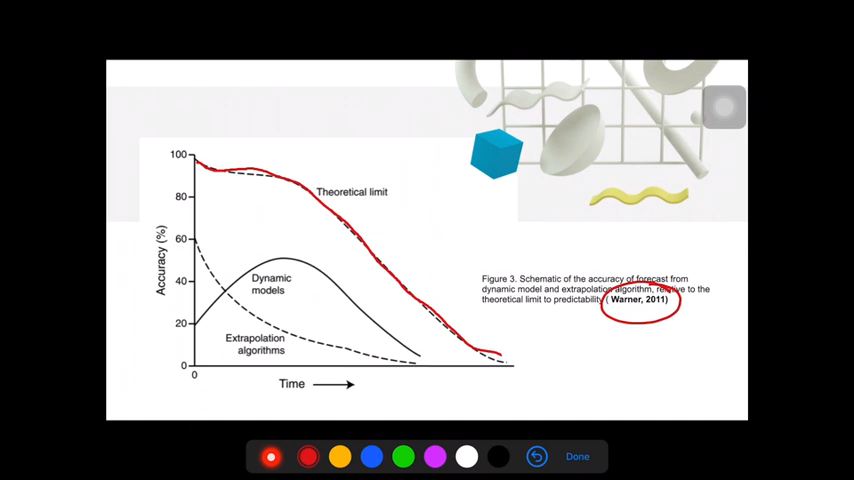 100
80
60
40
20
0
0
Accuracy (%)
Theoretical limit
Dynamic
models
Extrapolation
algorithms
Time
Figure 3. Schematic of the accuracy of forecast from
dynamic model and extrapolation algorithm, relative to the
theoretical limit to predictability ( Warner, 2011)
Done